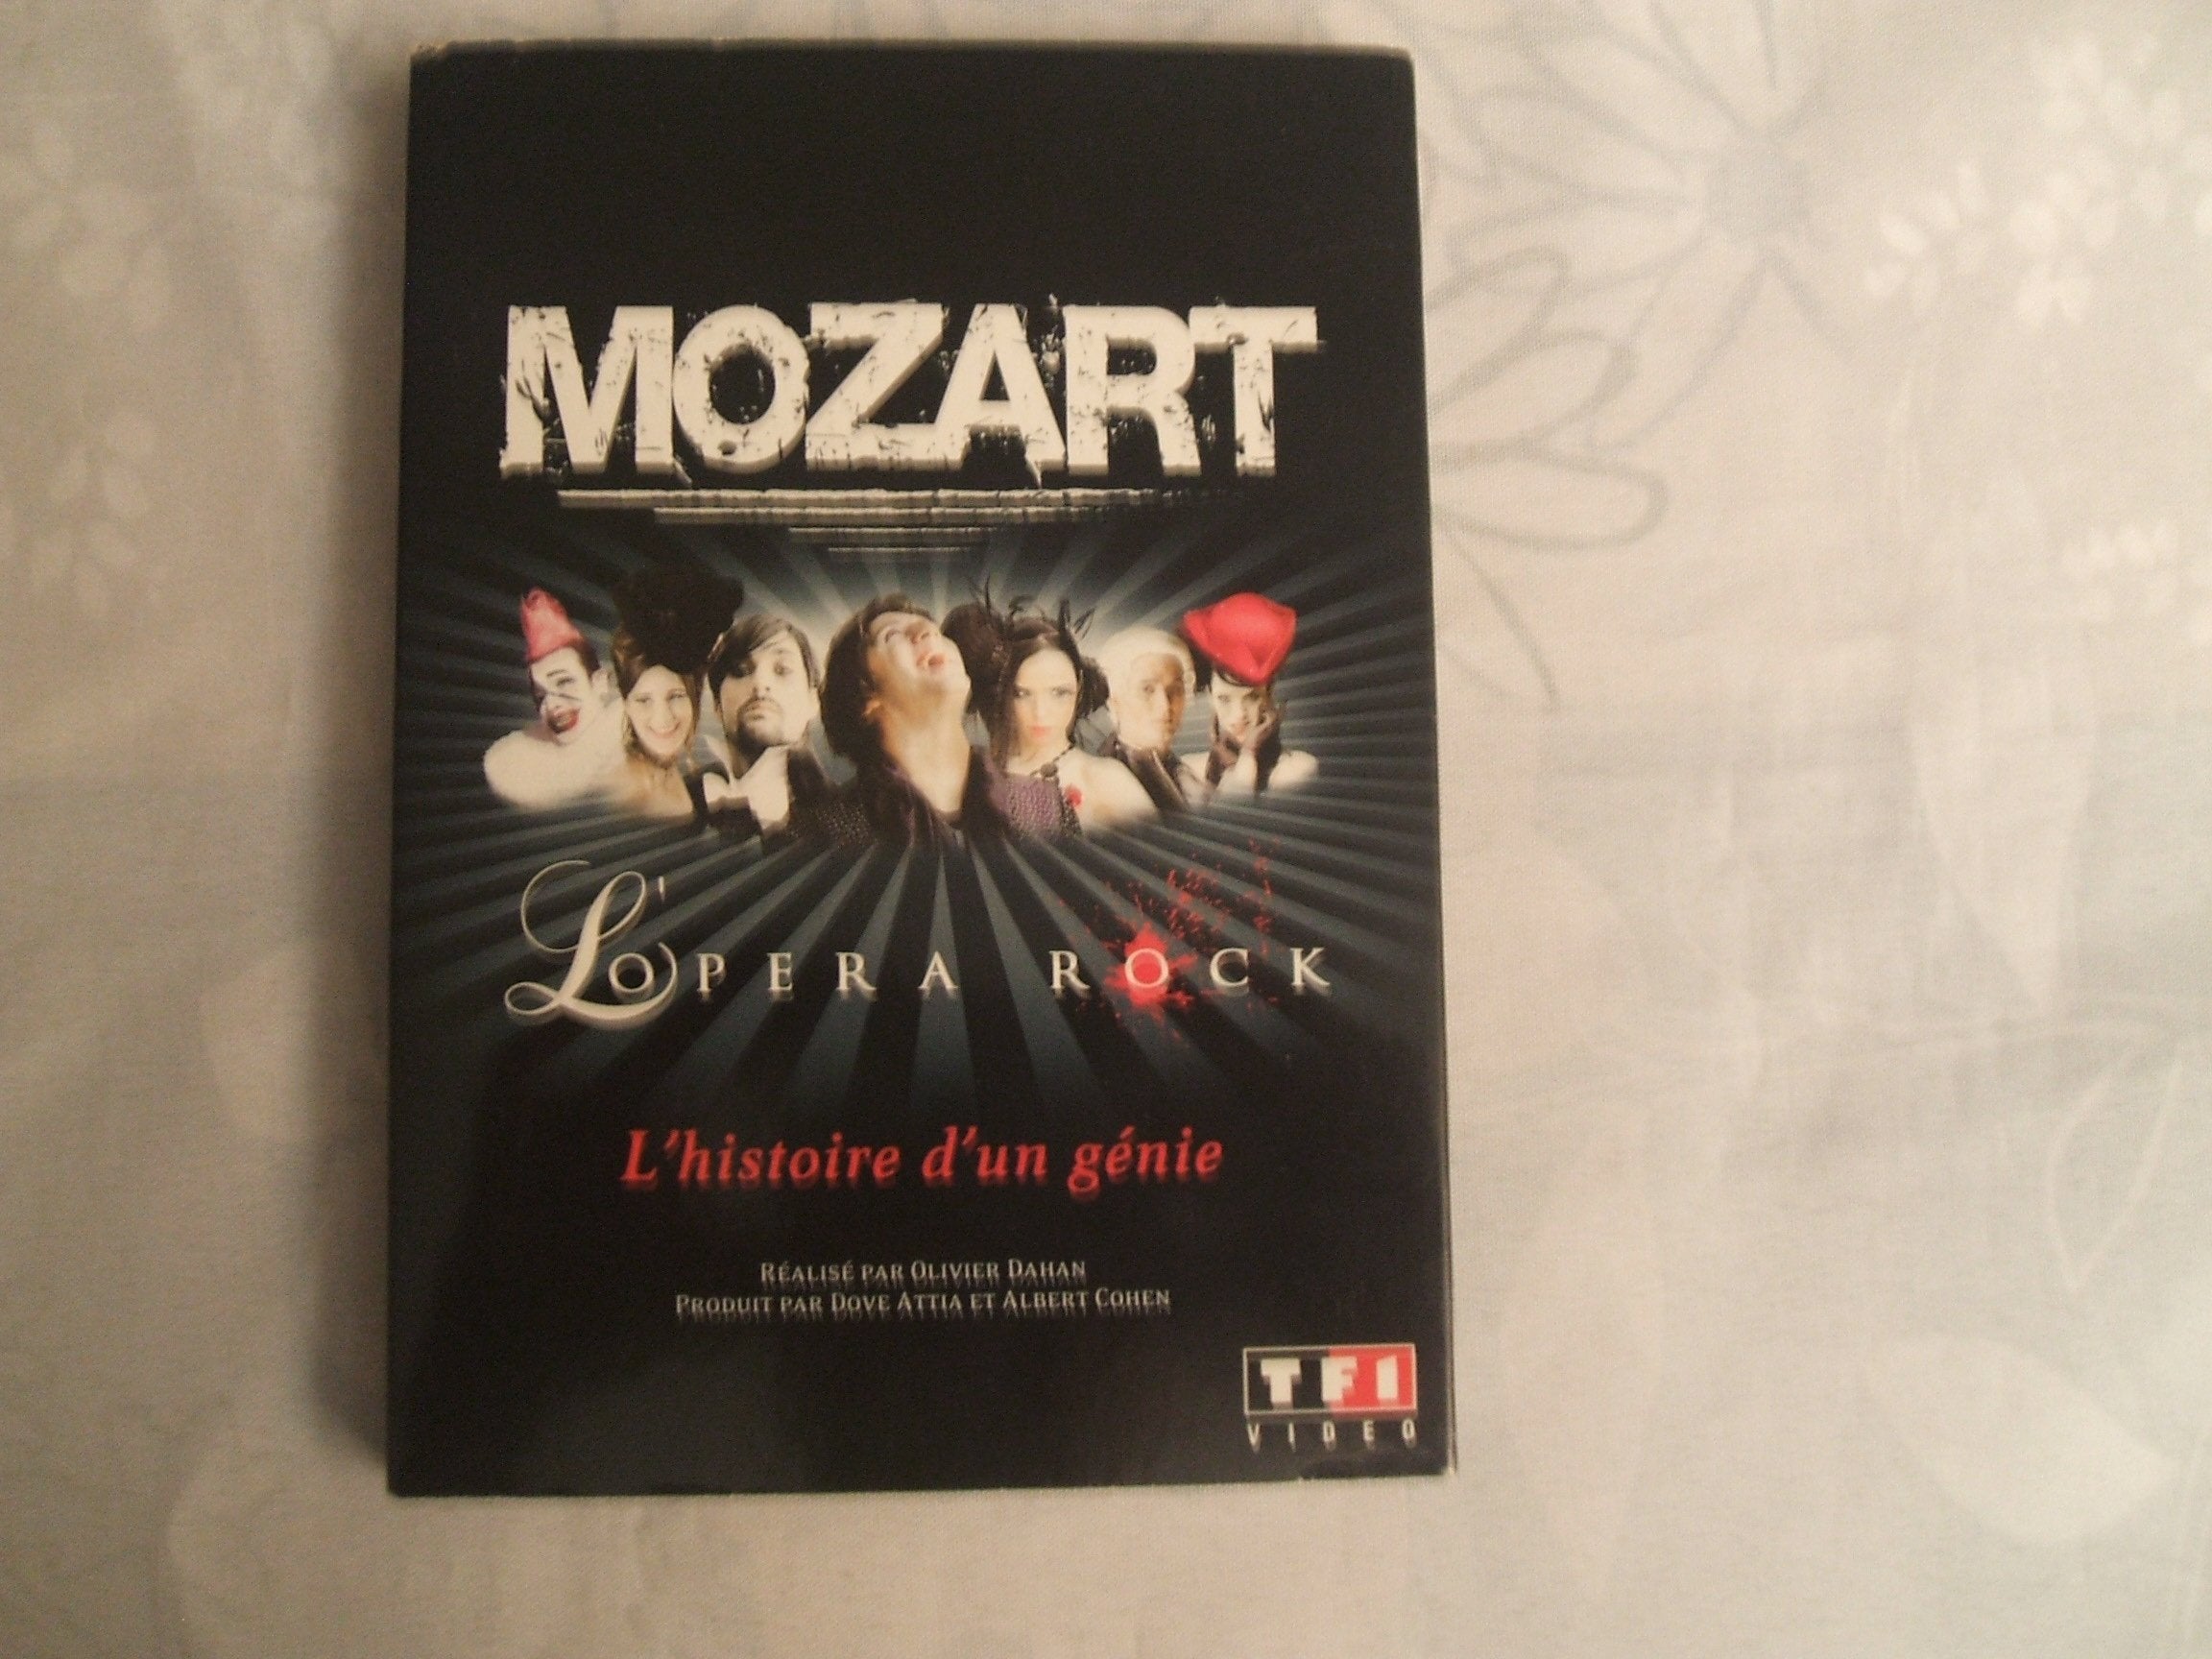 MOZART
L'OPERA ROCK
L'histoire d'un génie
RÉALISÉ PAR OLIVIER DAHAN
PRODUIT PAR DOVE ATTIA ET ALBERT COHEN
TF1
VIDEO